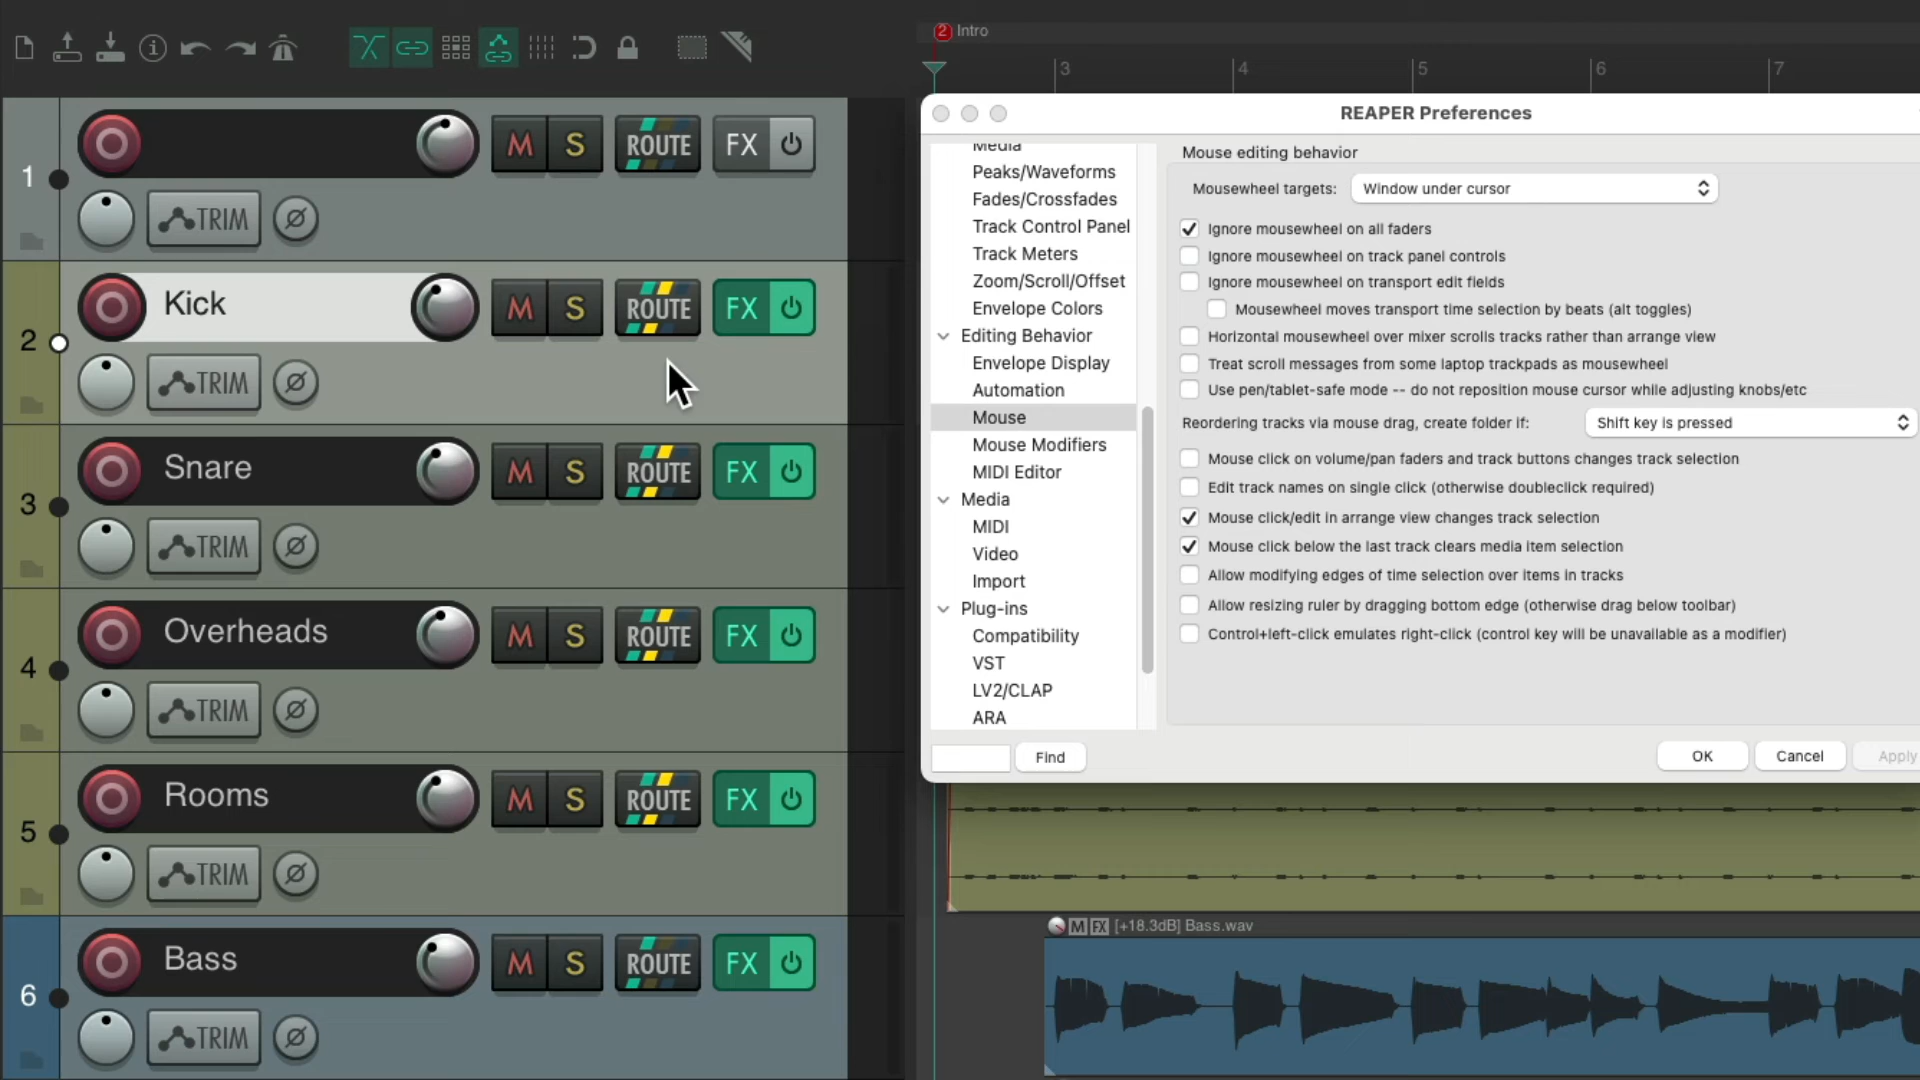 2 Intro
3 4 5 6 7
REAPER Preferences
1
M S ROUTE FX
TRIM Ø
2
Kick
M S ROUTE FX
TRIM Ø
3
Snare
M S ROUTE FX
TRIM Ø
4
Overheads
M S ROUTE FX
TRIM Ø
5
Rooms
M S ROUTE FX
TRIM Ø
6
Bass
M S ROUTE FX
TRIM Ø
Media
Peaks/Waveforms
Fades/Crossfades
Track Control Panel
Track Meters
Zoom/Scroll/Offset
Envelope Colors
Editing Behavior
Envelope Display
Automation
Mouse
Mouse Modifiers
MIDI Editor
Media
MIDI
Video
Import
Plug-ins
Compatibility
VST
LV2/CLAP
ARA
Find
Mouse editing behavior
Mousewheel targets: Window under cursor
Ignore mousewheel on all faders
Ignore mousewheel on track panel controls
Ignore mousewheel on transport edit fields
Mousewheel moves transport time selection by beats (alt toggles)
Horizontal mousewheel over mixer scrolls tracks rather than arrange view
Treat scroll messages from some laptop trackpads as mousewheel
Use pen/tablet-safe mode -- do not reposition mouse cursor while adjusting knobs/etc
Reordering tracks via mouse drag, create folder if: Shift key is pressed
Mouse click on volume/pan faders and track buttons changes track selection
Edit track names on single click (otherwise doubleclick required)
Mouse click/edit in arrange view changes track selection
Mouse click below the last track clears media item selection
Allow modifying edges of time selection over items in tracks
Allow resizing ruler by dragging bottom edge (otherwise drag below toolbar)
Control+left-click emulates right-click (control key will be unavailable as a modifier)
OK Cancel Apply
M FX [+18.3dB] Bass.wav